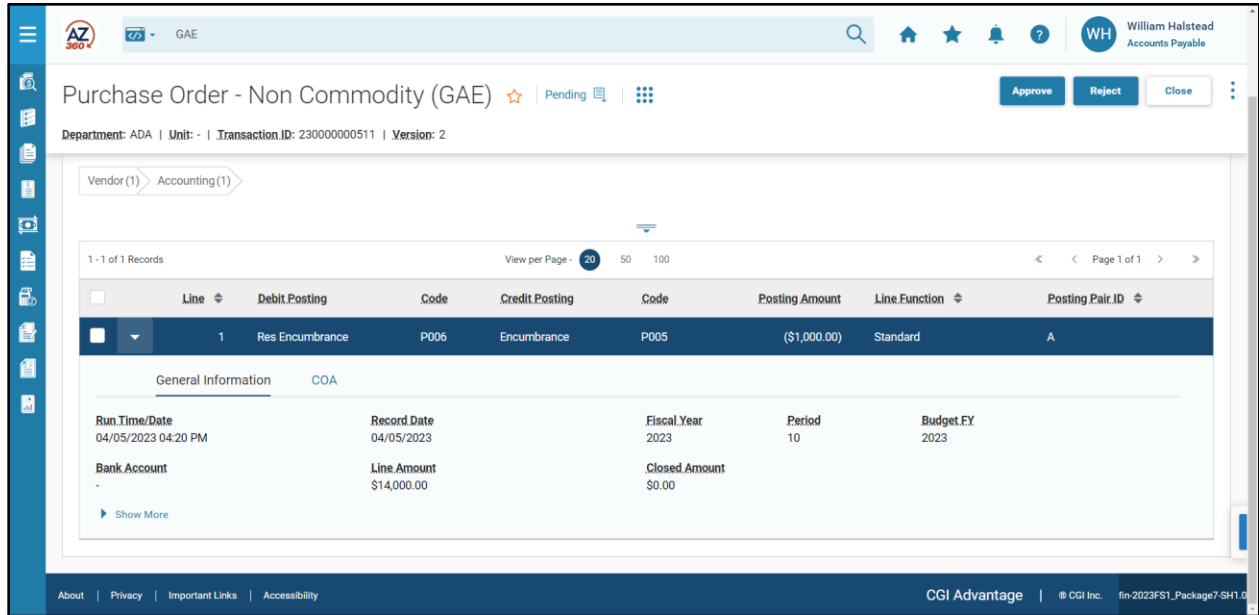 AZ
360
GAE
William Halstead
WH
Accounts Payable
Purchase Order - Non Commodity (GAE)
Pending
Approve
Reject
Close
Department: ADA | Unit: - | Transaction ID: 230000000511 | Version: 2
Vendor (1) Accounting (1)
1 - 1 of 1 Records
View per Page - 20 50 100
« < Page 1 of 1 > »
Line Debit Posting Code Credit Posting Code Posting Amount Line Function Posting Pair ID
1 Res Encumbrance P006 Encumbrance P005 ($1,000.00) Standard A
General Information COA
Run Time/Date Record Date Fiscal Year Period Budget FY
04/05/2023 04:20 PM 04/05/2023 2023 10 2023
Bank Account Line Amount Closed Amount
- $14,000.00 $0.00
Show More
About | Privacy | Important Links | Accessibility CGI Advantage | © CGI Inc. fin-2023FS1_Package7-SH1.0